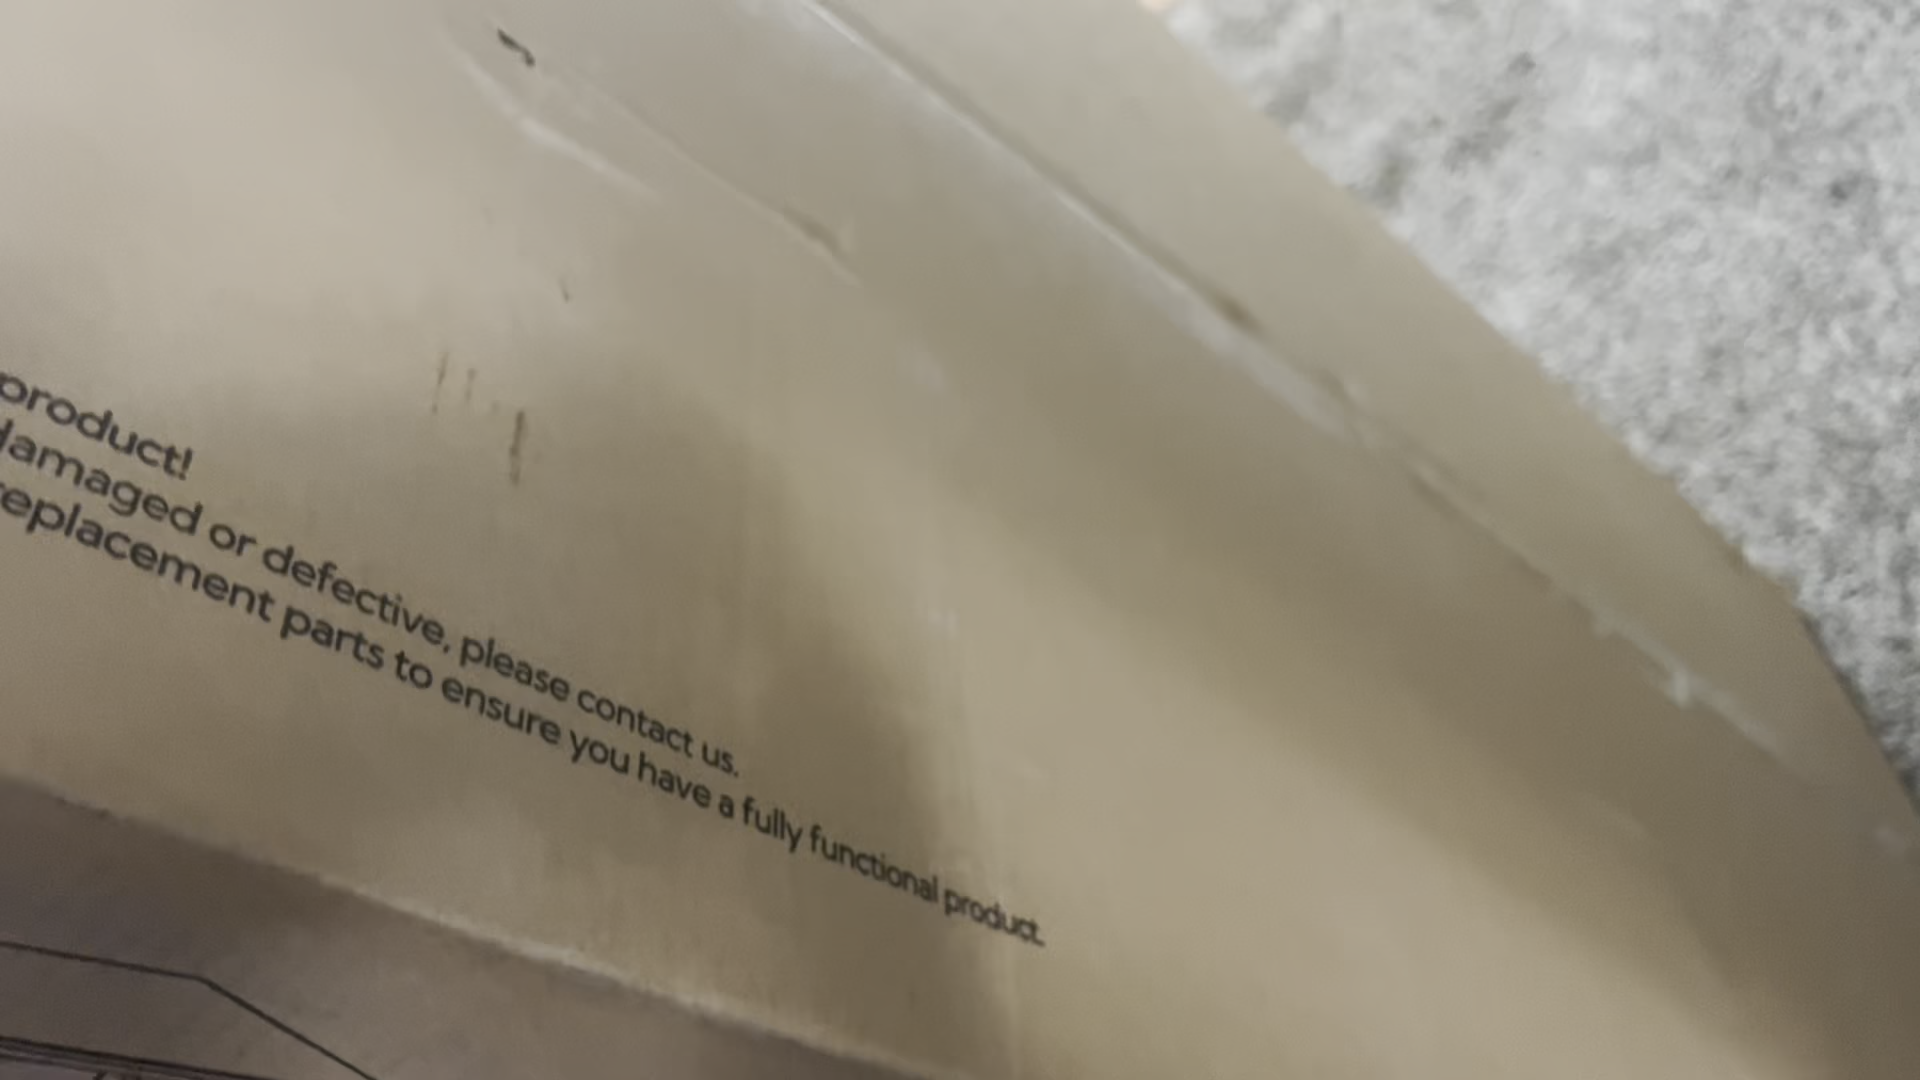 product!
damaged or defective, please contact us.
replacement parts to ensure you have a fully functional product.